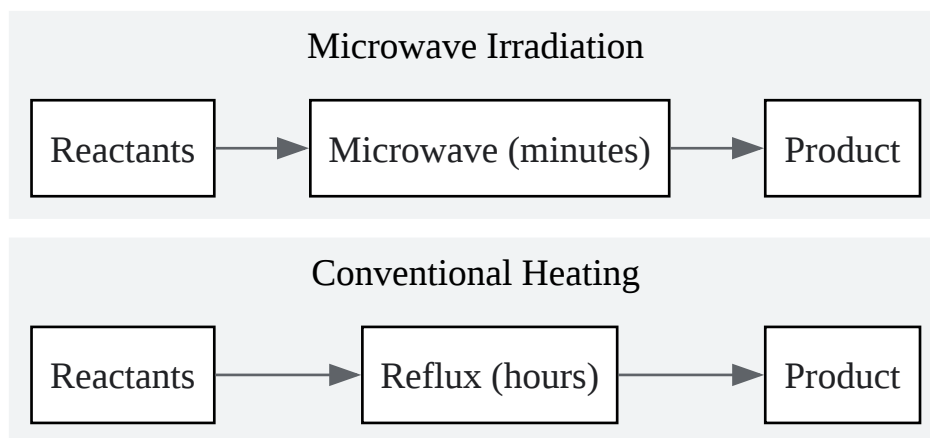 Microwave Irradiation
Reactants
Microwave (minutes)
Product
Conventional Heating
Reactants
Reflux (hours)
Product